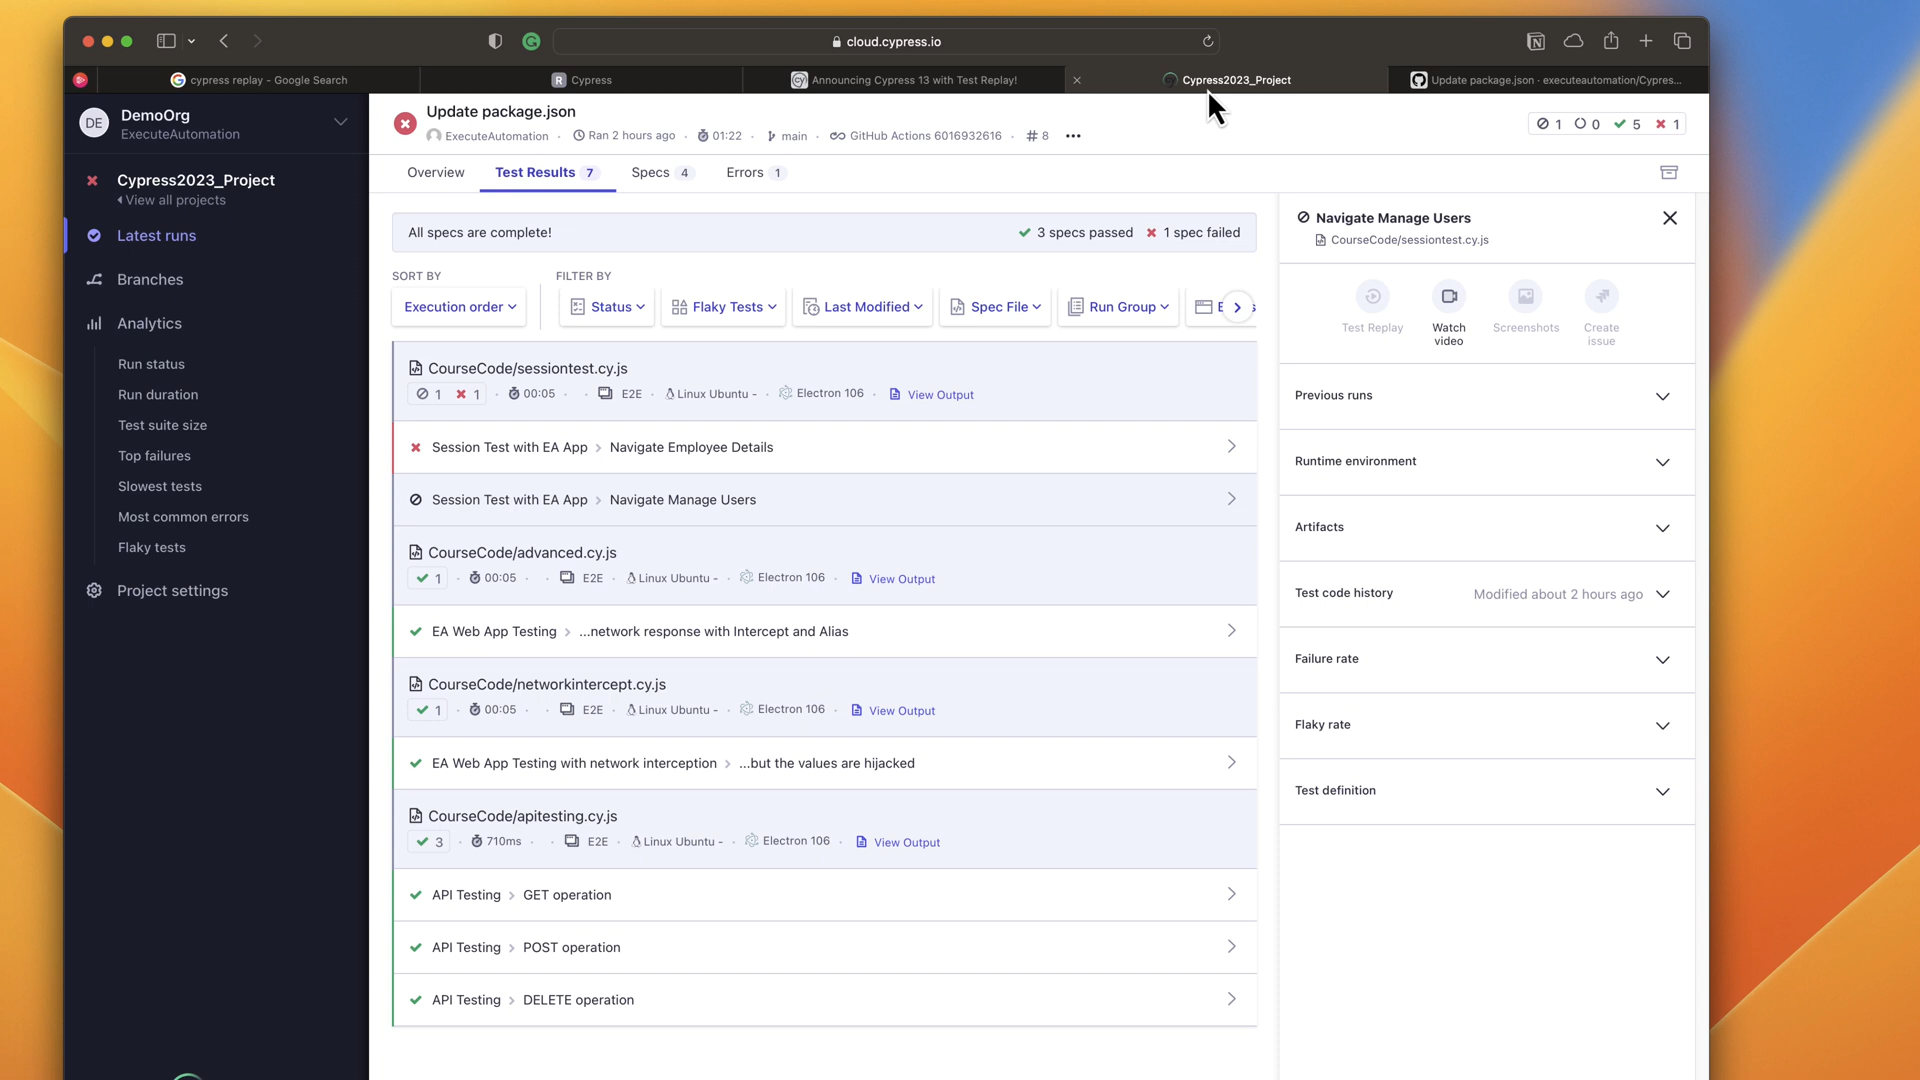 cloud.cypress.io
cypress replay - Google Search
Cypress
Announcing Cypress 13 with Test Replay!
Cypress2023_Project
Update package.json · executeautomation/Cypres...
DE
DemoOrg
ExecuteAutomation
Cypress2023_Project
View all projects
Latest runs
Branches
Analytics
Run status
Run duration
Test suite size
Top failures
Slowest tests
Most common errors
Flaky tests
Project settings
Update package.json
ExecuteAutomation · Ran 2 hours ago · 01:22 · main · GitHub Actions 6016932616 · # 8
1 0 5 1
Overview
Test Results 7
Specs 4
Errors 1
All specs are complete!
3 specs passed
1 spec failed
SORT BY
FILTER BY
Execution order
Status
Flaky Tests
Last Modified
Spec File
Run Group
CourseCode/sessiontest.cy.js
1 1 · 00:05 · · E2E · Linux Ubuntu - · Electron 106 · View Output
Session Test with EA App > Navigate Employee Details
Session Test with EA App > Navigate Manage Users
CourseCode/advanced.cy.js
1 · 00:05 · · E2E · Linux Ubuntu - · Electron 106 · View Output
EA Web App Testing > ...network response with Intercept and Alias
CourseCode/networkintercept.cy.js
1 · 00:05 · · E2E · Linux Ubuntu - · Electron 106 · View Output
EA Web App Testing with network interception > ...but the values are hijacked
CourseCode/apitesting.cy.js
3 · 710ms · · E2E · Linux Ubuntu - · Electron 106 · View Output
API Testing > GET operation
API Testing > POST operation
API Testing > DELETE operation
Navigate Manage Users
CourseCode/sessiontest.cy.js
Test Replay
Watch
video
Screenshots
Create
issue
Previous runs
Runtime environment
Artifacts
Test code history
Modified about 2 hours ago
Failure rate
Flaky rate
Test definition